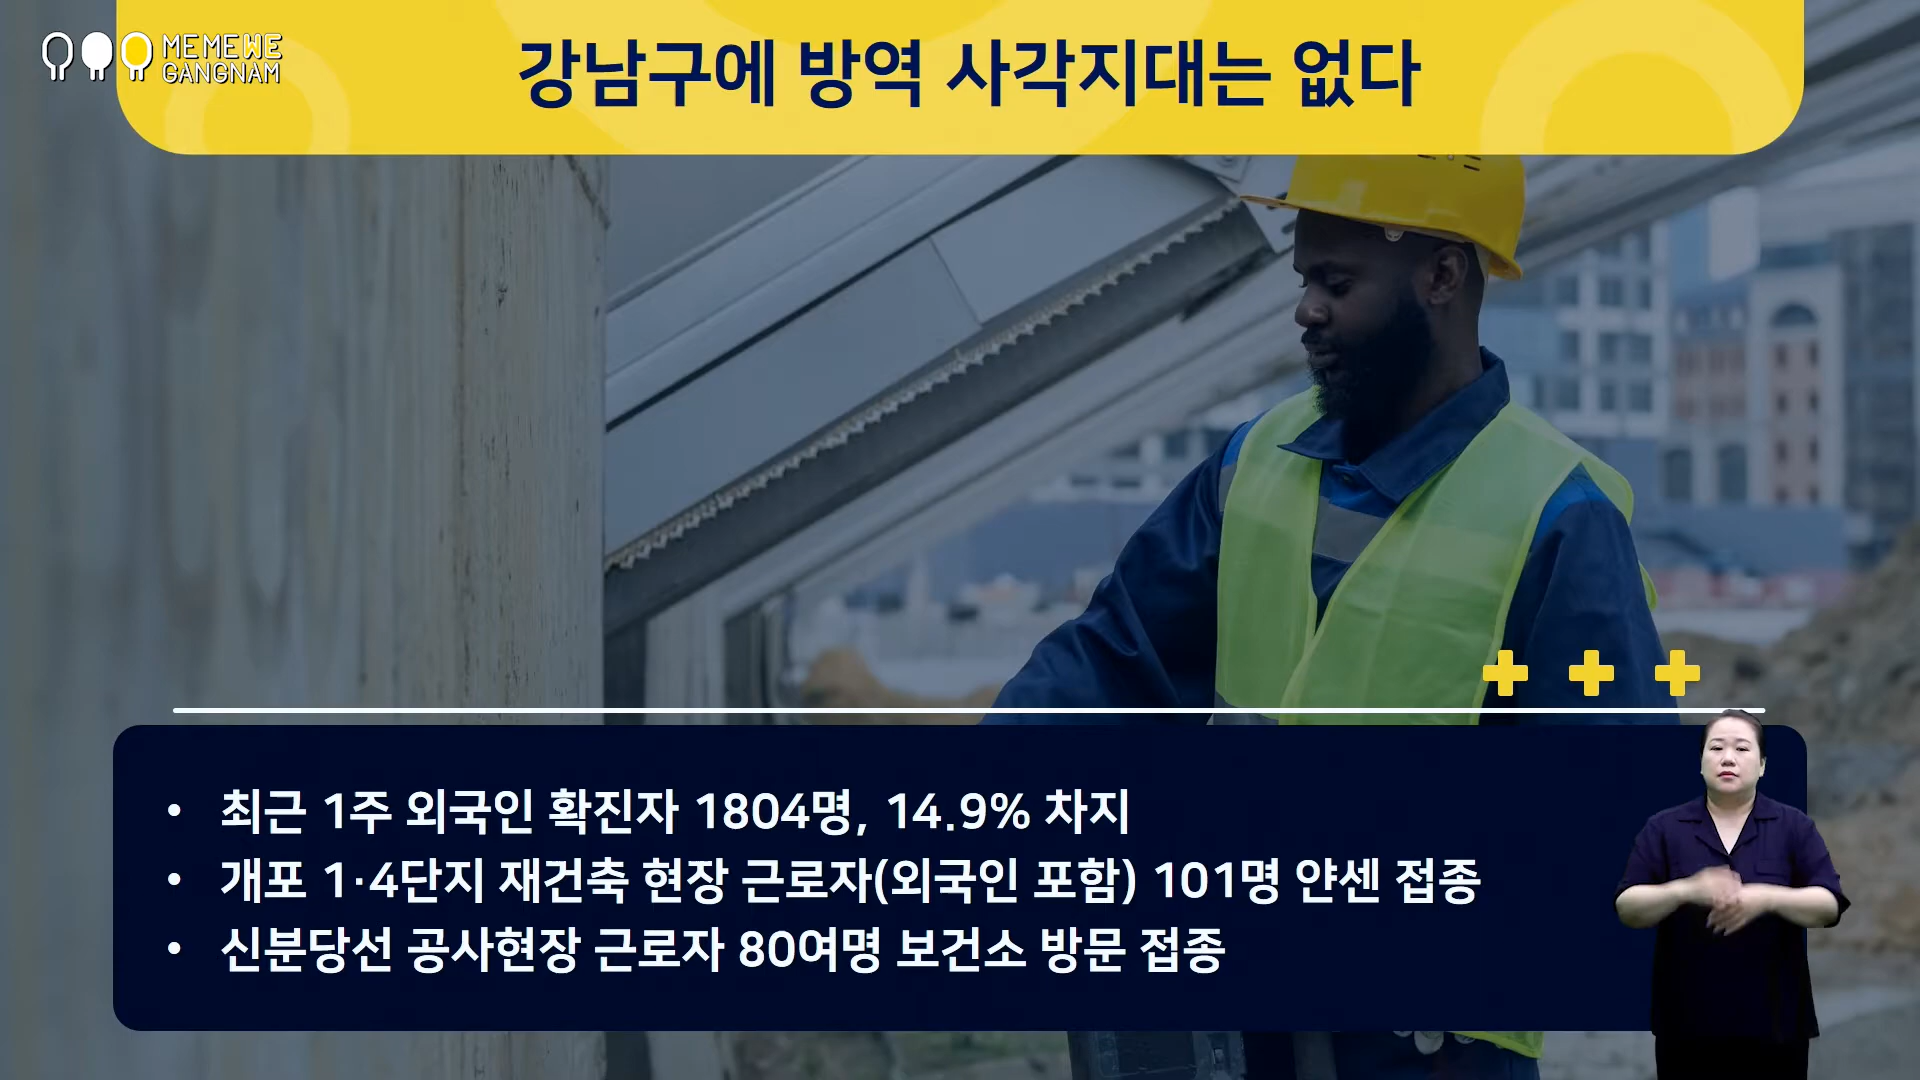 MEMEWE
GANGNAM
강남구에 방역 사각지대는 없다
• 최근 1주 외국인 확진자 1804명, 14.9% 차지
• 개포 1·4단지 재건축 현장 근로자(외국인 포함) 101명 얀센 접종
• 신분당선 공사현장 근로자 80여명 보건소 방문 접종